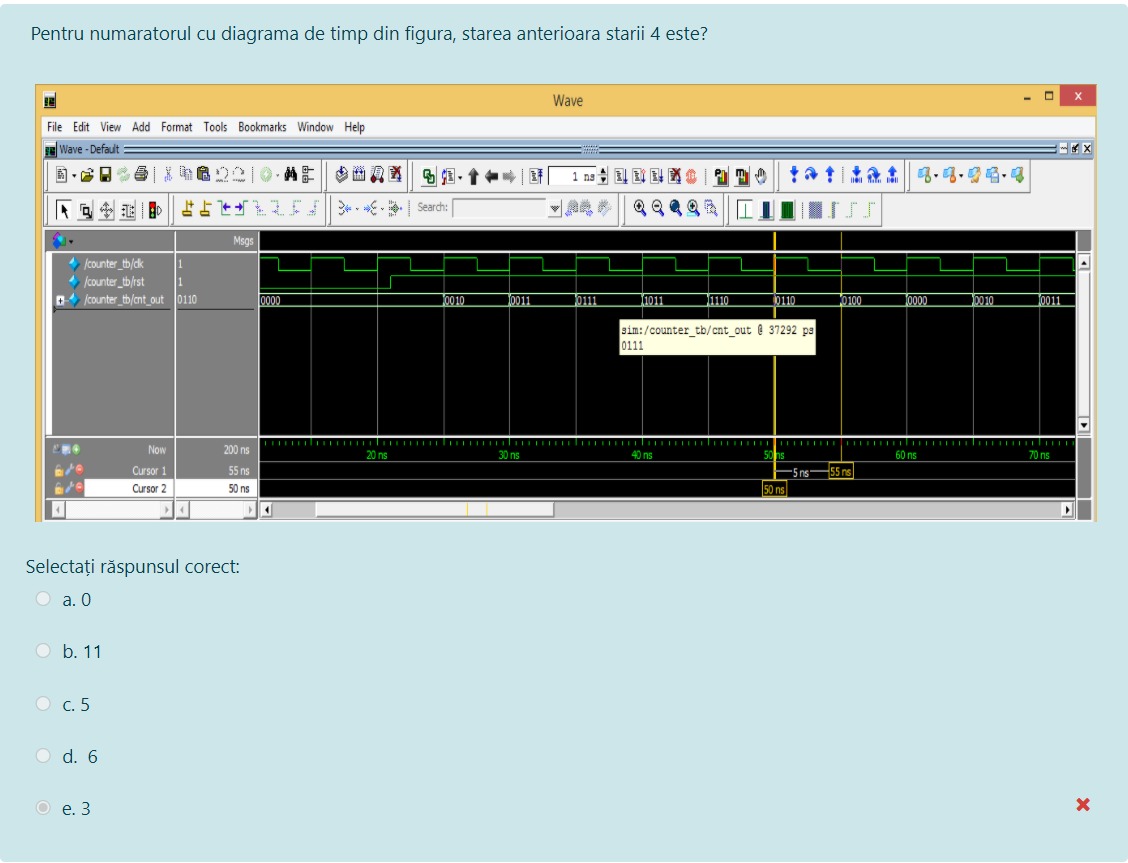 Pentru numaratorul cu diagrama de timp din figura, starea anterioara starii 4 este?
Wave
File Edit View Add Format Tools Bookmarks Window Help
Wave - Default
1 ns
Search:
Msgs
/counter_tb/clk 1
/counter_tb/rst 1
/counter_tb/cnt_out 0110 0000 0010 0011 0111 1011 1110 0110 0100 0000 0010 0011
sim:/counter_tb/cnt_out @ 37292 ps
0111
Now 200 ns 20 ns 30 ns 40 ns 50 ns 60 ns 70 ns
Cursor 1 55 ns 5 ns 55 ns
Cursor 2 50 ns 50 ns
Selectați răspunsul corect:
a. 0
b. 11
c. 5
d. 6
e. 3